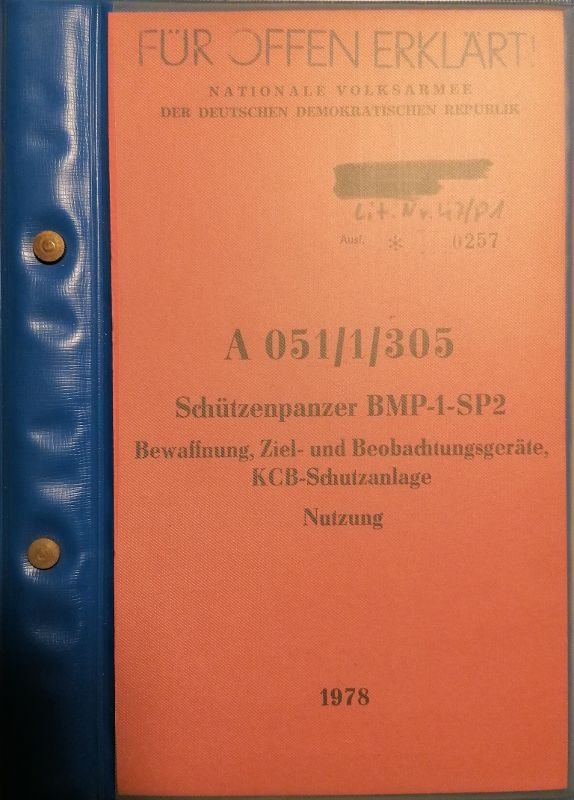 FÜR OFFEN ERKLÄRT!
NATIONALE VOLKSARMEE
DER DEUTSCHEN DEMOKRATISCHEN REPUBLIK
Lit. Nr. 47/P1
Ausf. * 0257
A 051/1/305
Schützenpanzer BMP-1-SP2
Bewaffnung, Ziel- und Beobachtungsgeräte,
KCB-Schutzanlage
Nutzung
1978